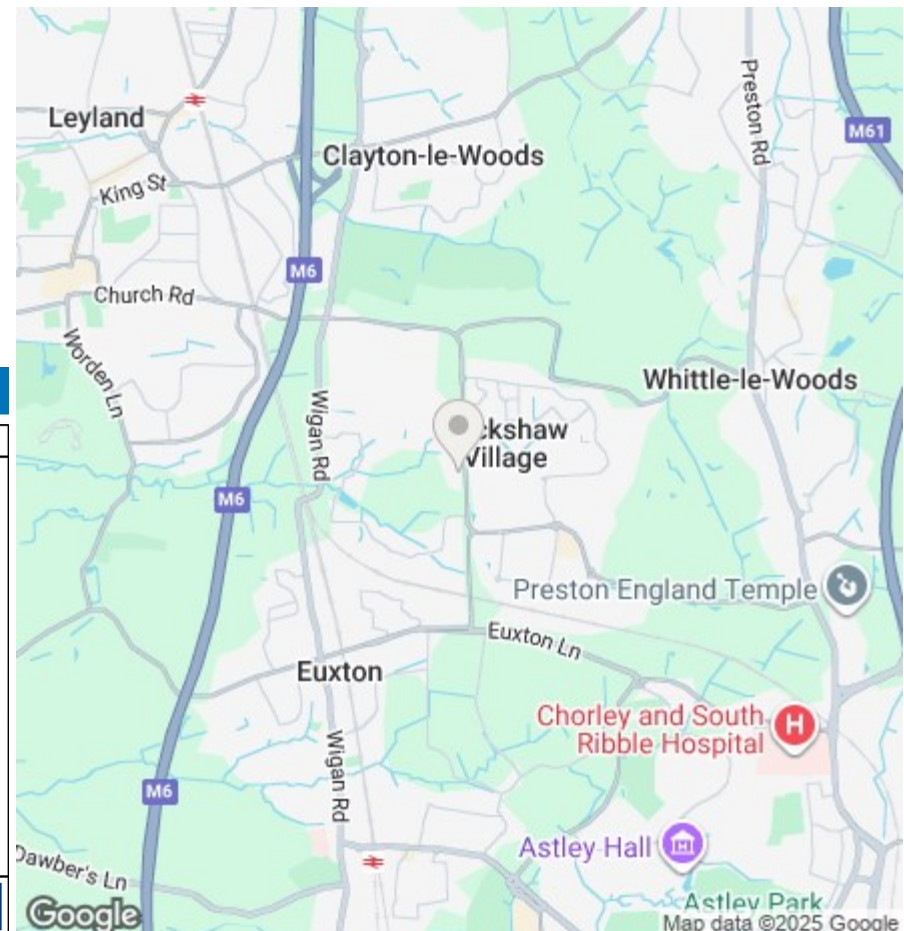 Leyland
Clayton-le-Woods
King St
Preston Rd
M61
M6
Church Rd
Worden Ln
Wigan Rd
Whittle-le-Woods
ckshaw
Village
M6
Preston England Temple
Euxton Ln
Euxton
Chorley and South
Ribble Hospital
H
Wigan Rd
M6
Astley Hall
Dawber's Ln
Astley Park
Google
Map data ©2025 Google